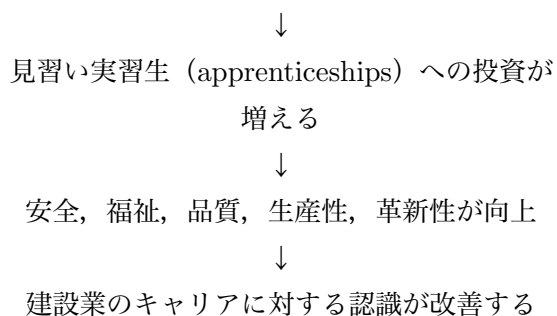 ↓
見習い実習生（apprenticeships）への投資が
増える
↓
安全，福祉，品質，生産性，革新性が向上
↓
建設業のキャリアに対する認識が改善する